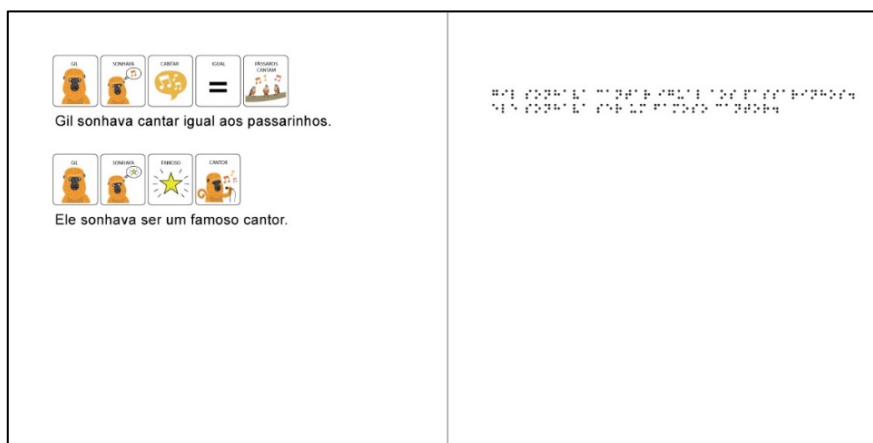 GIL SONHAVA CANTAR IGUAL PÁSSAROS
CANTAM
=
Gil sonhava cantar igual aos passarinhos.
GIL SONHAVA FAMOSO CANTOR
Ele sonhava ser um famoso cantor.
⠛⠊⠇ ⠎⠕⠝⠓⠁⠧⠁ ⠉⠁⠝⠞⠁⠗ ⠊⠛⠥⠁⠇ ⠁⠕⠎ ⠏⠁⠎⠎⠁⠗⠊⠝⠓⠕⠎⠲
⠑⠇⠑ ⠎⠕⠝⠓⠁⠧⠁ ⠎⠑⠗ ⠥⠍ ⠋⠁⠍⠕⠎⠕ ⠉⠁⠝⠞⠕⠗⠲